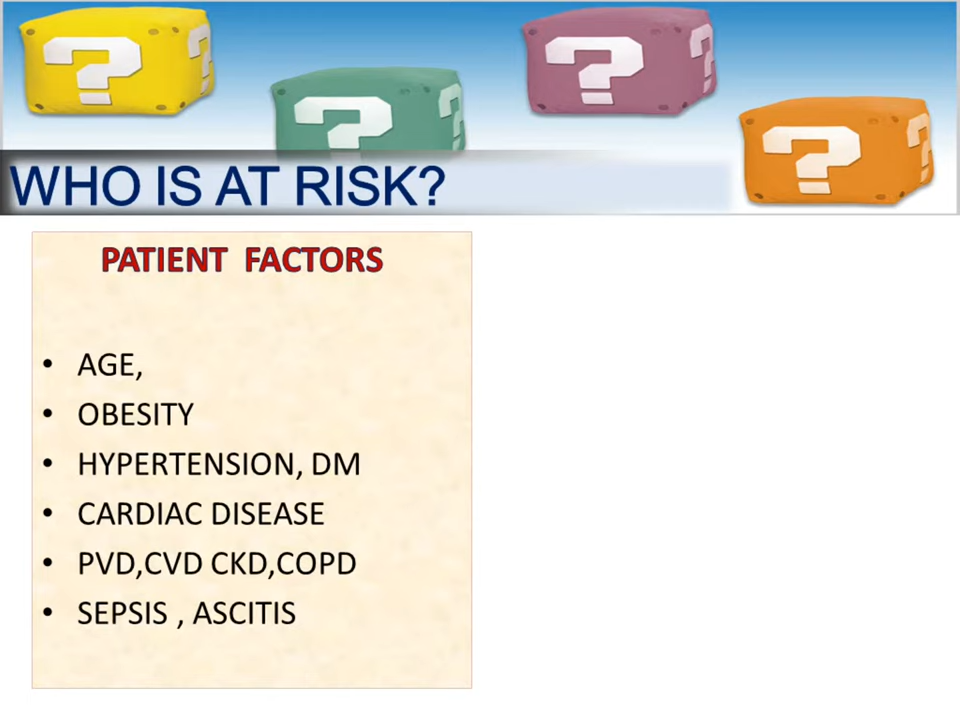 WHO IS AT RISK?
PATIENT FACTORS
• AGE,
• OBESITY
• HYPERTENSION, DM
• CARDIAC DISEASE
• PVD,CVD CKD,COPD
• SEPSIS , ASCITIS